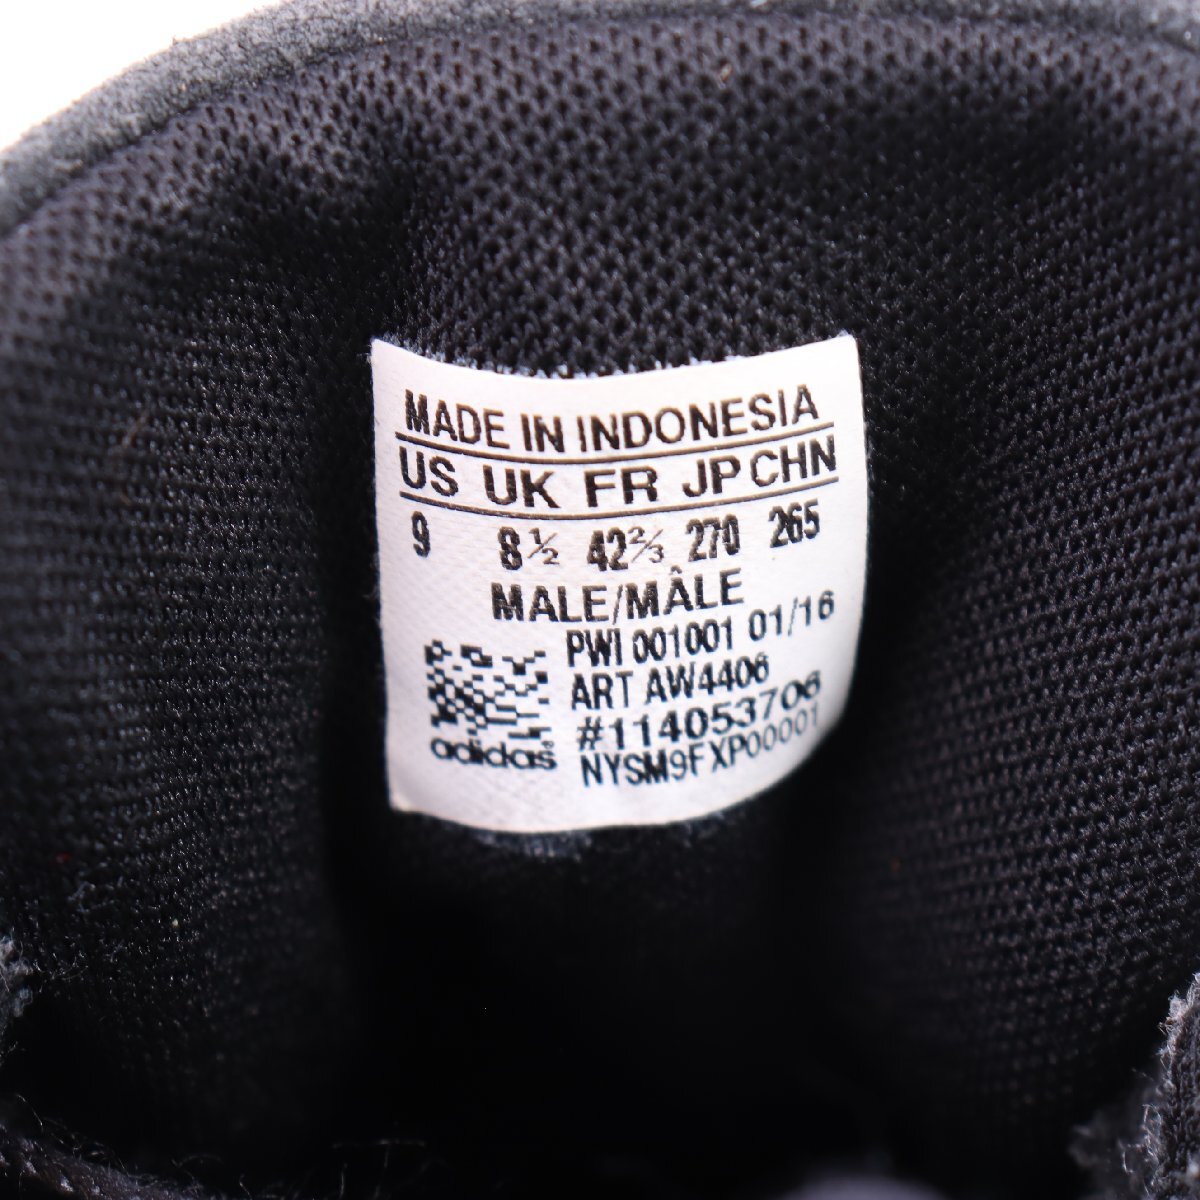 MADE IN INDONESIA
US UK FR JP CHN
9 8½ 42⅔ 270 265
MALE/MÂLE
PWI 001001 01/16
ART AW4406
#114053706
NYSM9FXP00001
adidas